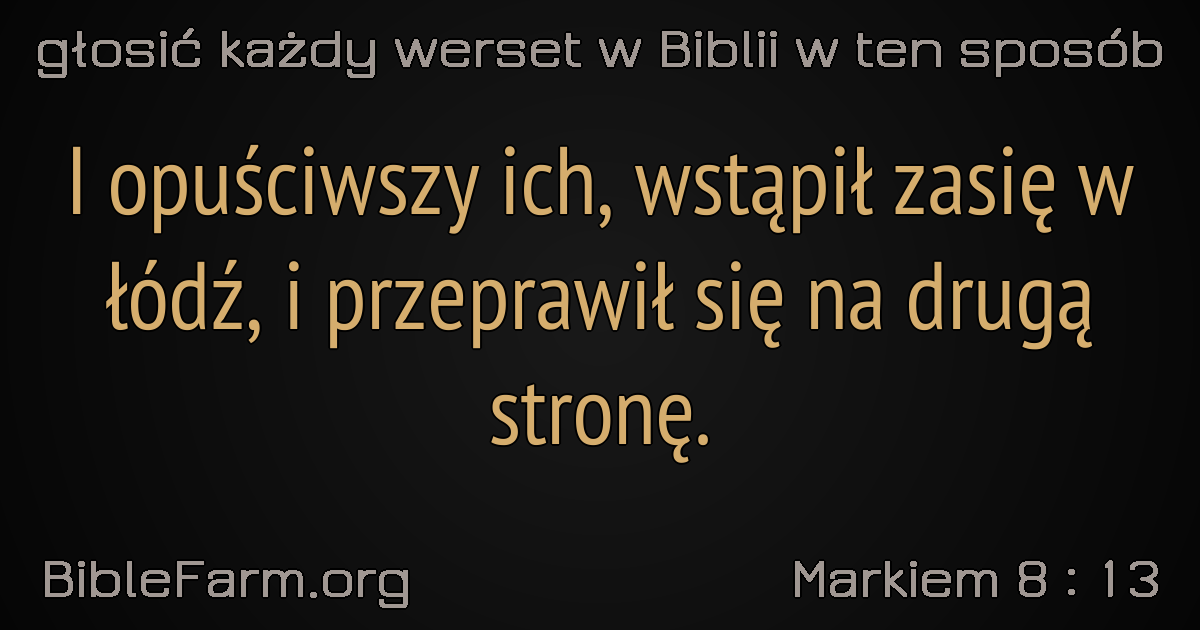 głosić każdy werset w Biblii w ten sposób
I opuściwszy ich, wstąpił zasię w
łódź, i przeprawił się na drugą
stronę.
BibleFarm.org
Markiem 8 : 13